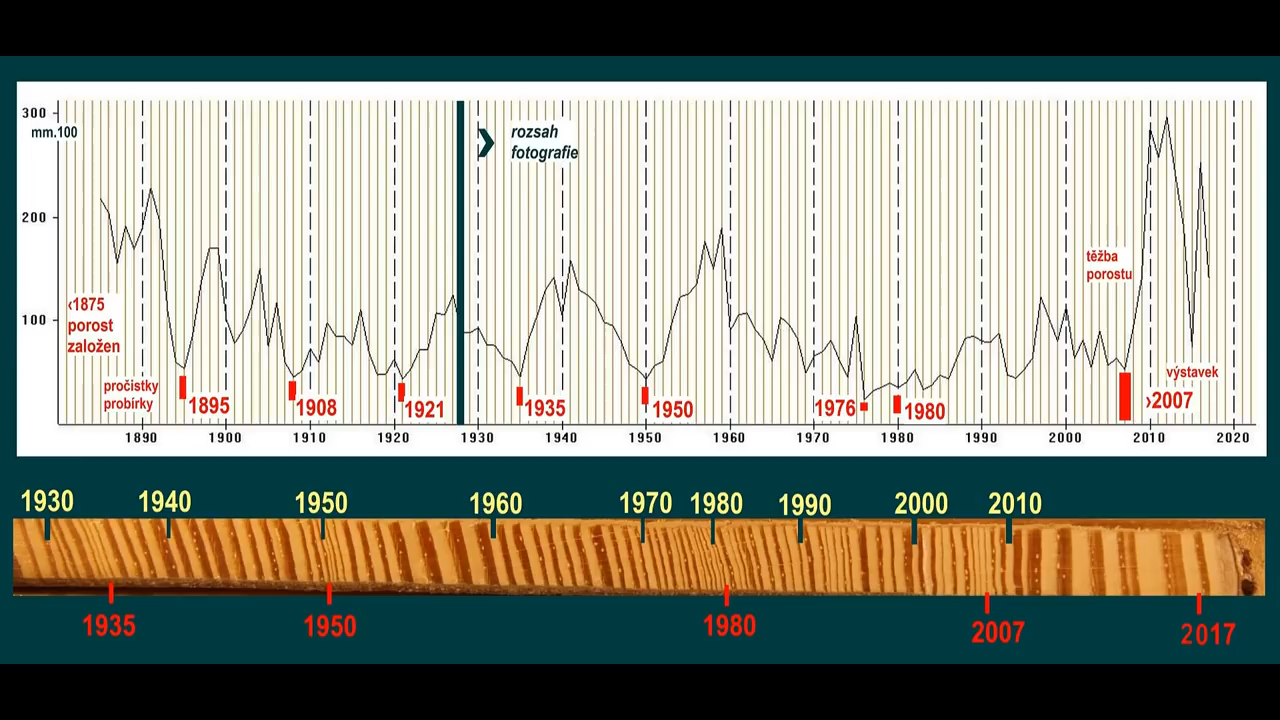 300
mm.100
rozsah
fotografie
200
těžba
porostu
‹1875
porost
založen
100
výstavek
pročistky
probírky
1895
1908
1921
1935
1950
1976
1980
›2007
1890 1900 1910 1920 1930 1940 1950 1960 1970 1980 1990 2000 2010 2020
1930 1940 1950 1960 1970 1980 1990 2000 2010
1935 1950 1980 2007 2017